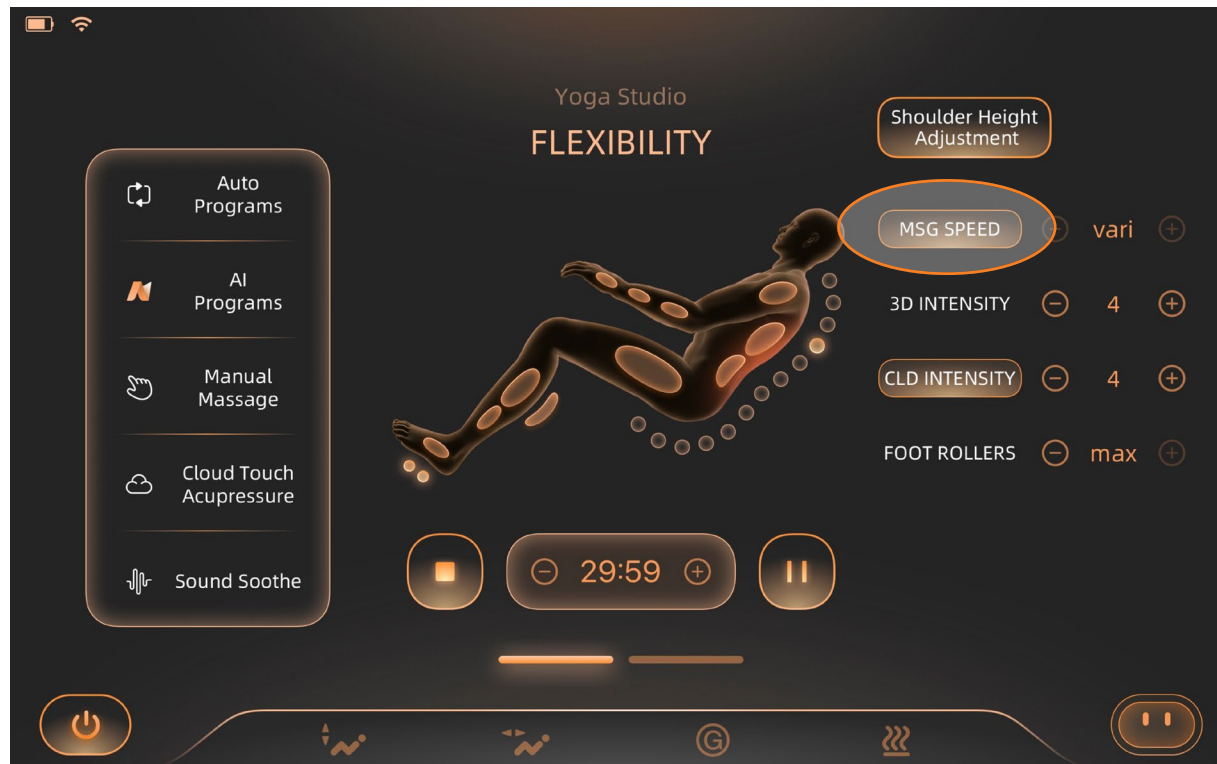 Yoga Studio
FLEXIBILITY
Shoulder Height
Adjustment
Auto
Programs
AI
Programs
Manual
Massage
Cloud Touch
Acupressure
Sound Soothe
MSG SPEED
vari
3D INTENSITY
4
CLD INTENSITY
4
FOOT ROLLERS
max
29:59
G